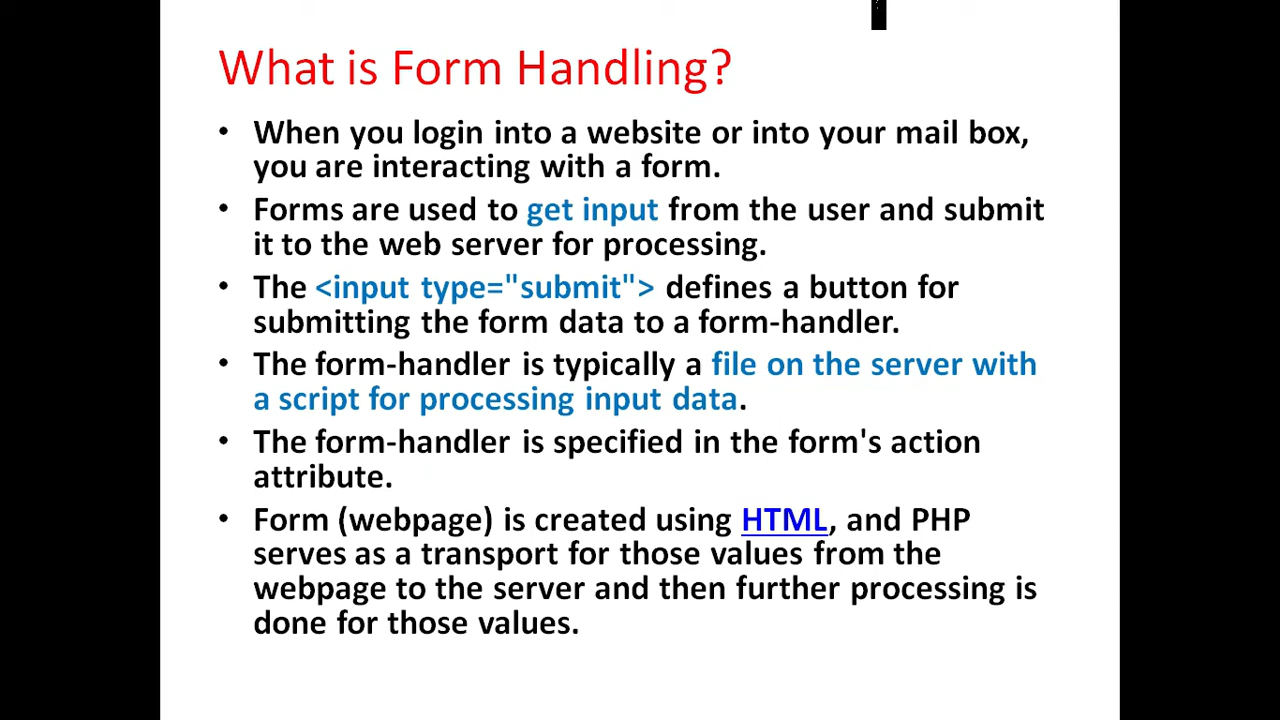 What is Form Handling?
• When you login into a website or into your mail box,
you are interacting with a form.
• Forms are used to get input from the user and submit
it to the web server for processing.
• The <input type="submit"> defines a button for
submitting the form data to a form-handler.
• The form-handler is typically a file on the server with
a script for processing input data.
• The form-handler is specified in the form's action
attribute.
• Form (webpage) is created using HTML, and PHP
serves as a transport for those values from the
webpage to the server and then further processing is
done for those values.